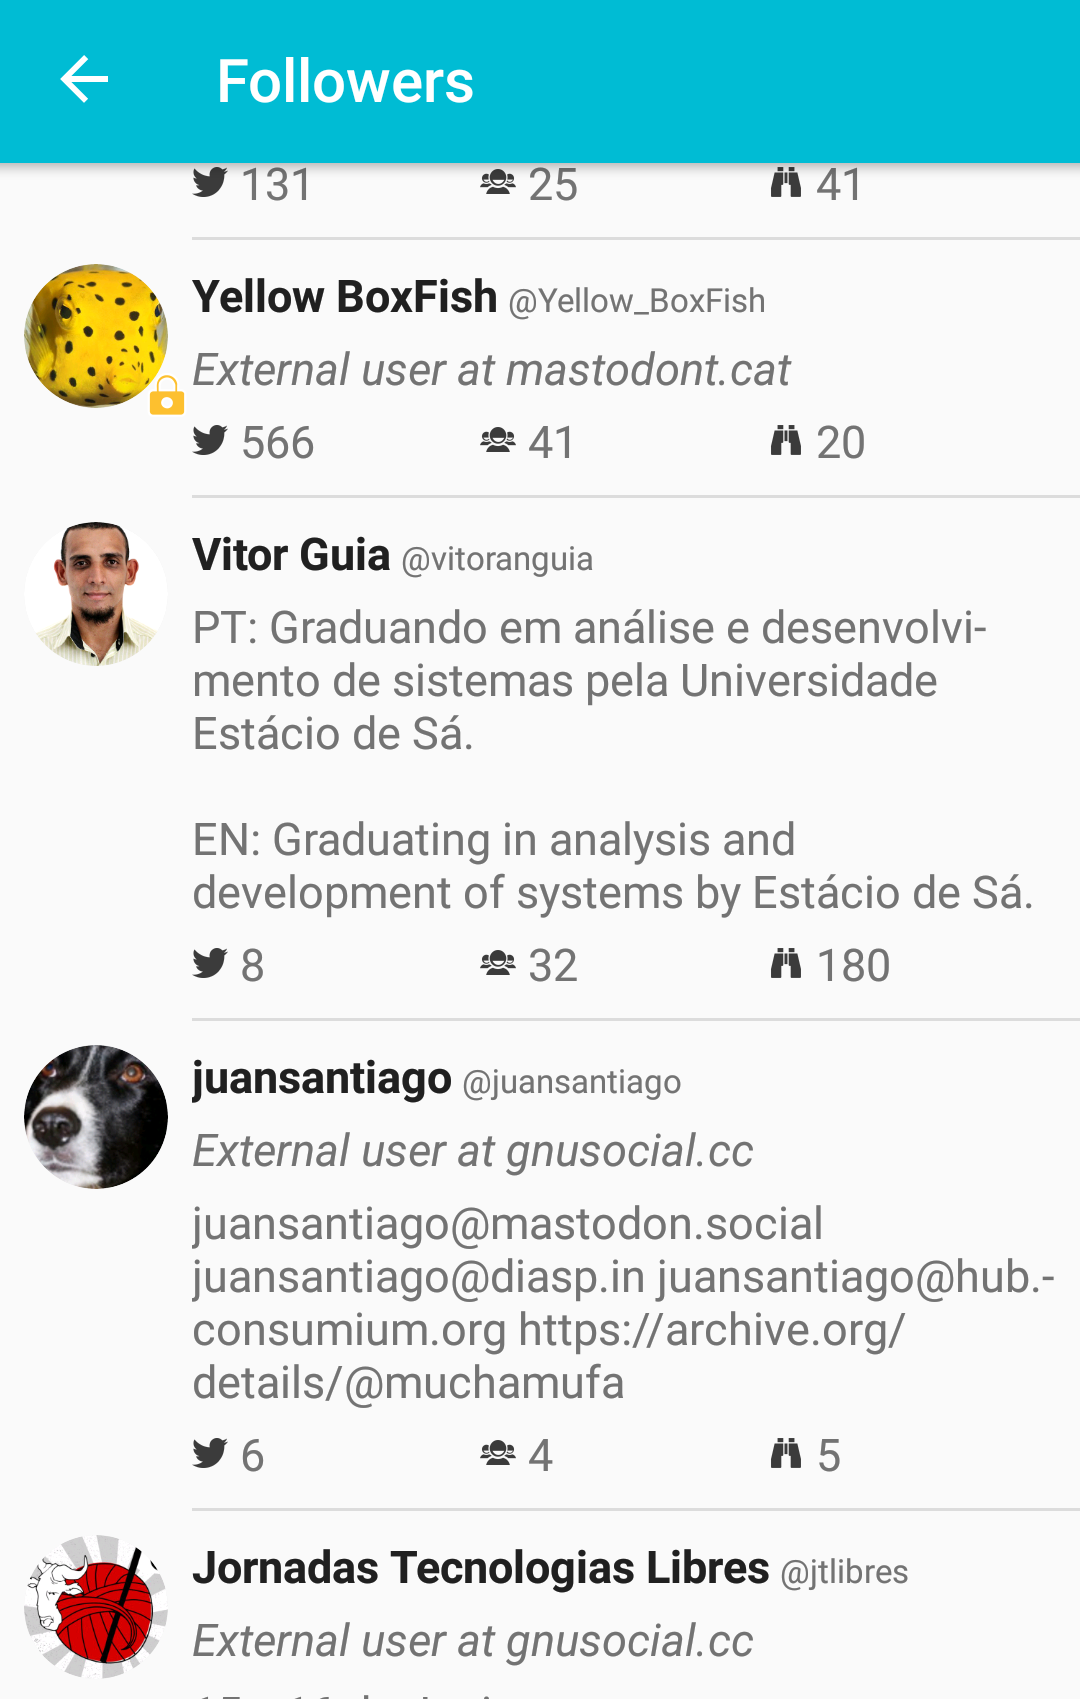 Followers
131 25 41
Yellow BoxFish @Yellow_BoxFish
External user at mastodont.cat
566 41 20
Vitor Guia @vitoranguia
PT: Graduando em análise e desenvolvi-
mento de sistemas pela Universidade
Estácio de Sá.
EN: Graduating in analysis and
development of systems by Estácio de Sá.
8 32 180
juansantiago @juansantiago
External user at gnusocial.cc
juansantiago@mastodon.social
juansantiago@diasp.in juansantiago@hub.-
consumium.org https://archive.org/
details/@muchamufa
6 4 5
Jornadas Tecnologias Libres @jtlibres
External user at gnusocial.cc